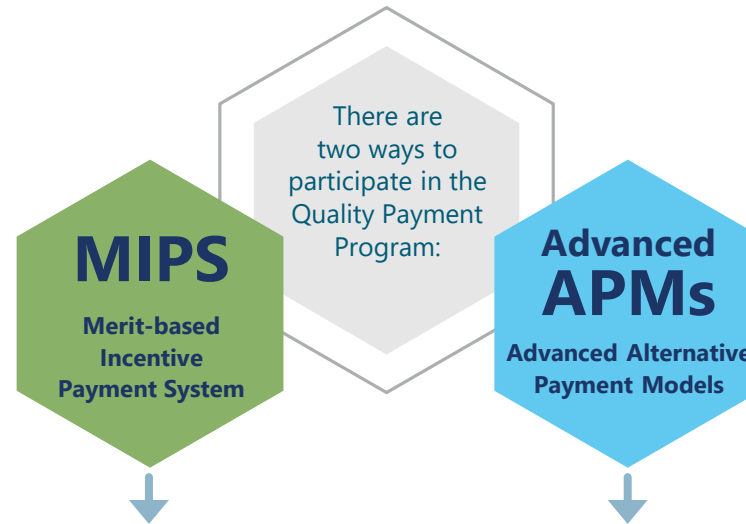 There are
two ways to
participate in the
Quality Payment
Program:
MIPS
Merit-based
Incentive
Payment System
Advanced
APMs
Advanced Alternative
Payment Models